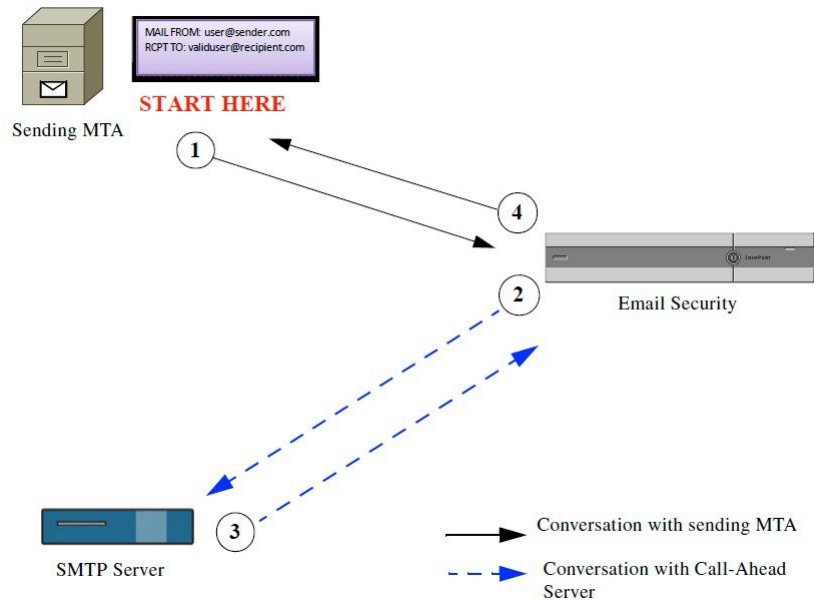 MAIL FROM: user@sender.com
RCPT TO: validuser@recipient.com
START HERE
Sending MTA
1
4
IronPort
2
Email Security
3
SMTP Server
Conversation with sending MTA
Conversation with Call-Ahead
Server